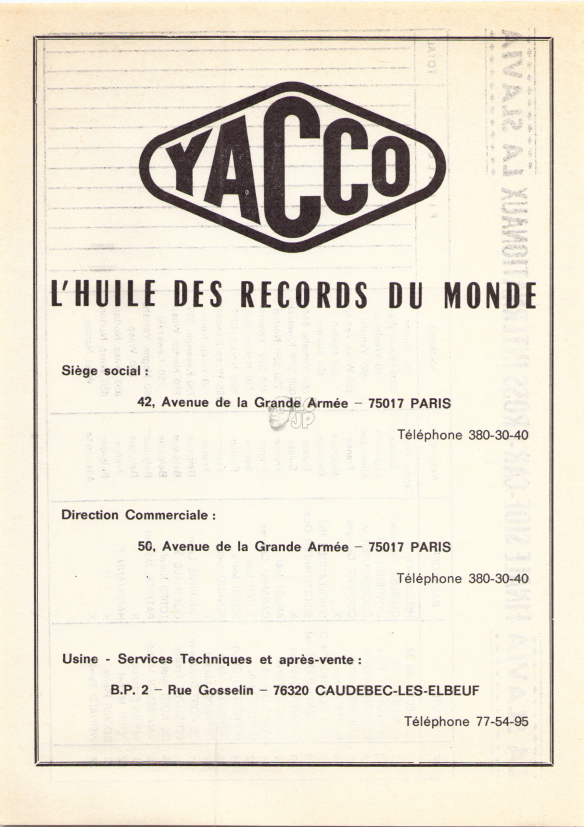 YACCO
L'HUILE DES RECORDS DU MONDE
Siège social :
42, Avenue de la Grande Armée – 75017 PARIS
Téléphone 380-30-40
Direction Commerciale :
50, Avenue de la Grande Armée – 75017 PARIS
Téléphone 380-30-40
Usine - Services Techniques et après-vente :
B.P. 2 – Rue Gosselin – 76320 CAUDEBEC-LES-ELBEUF
Téléphone 77-54-95